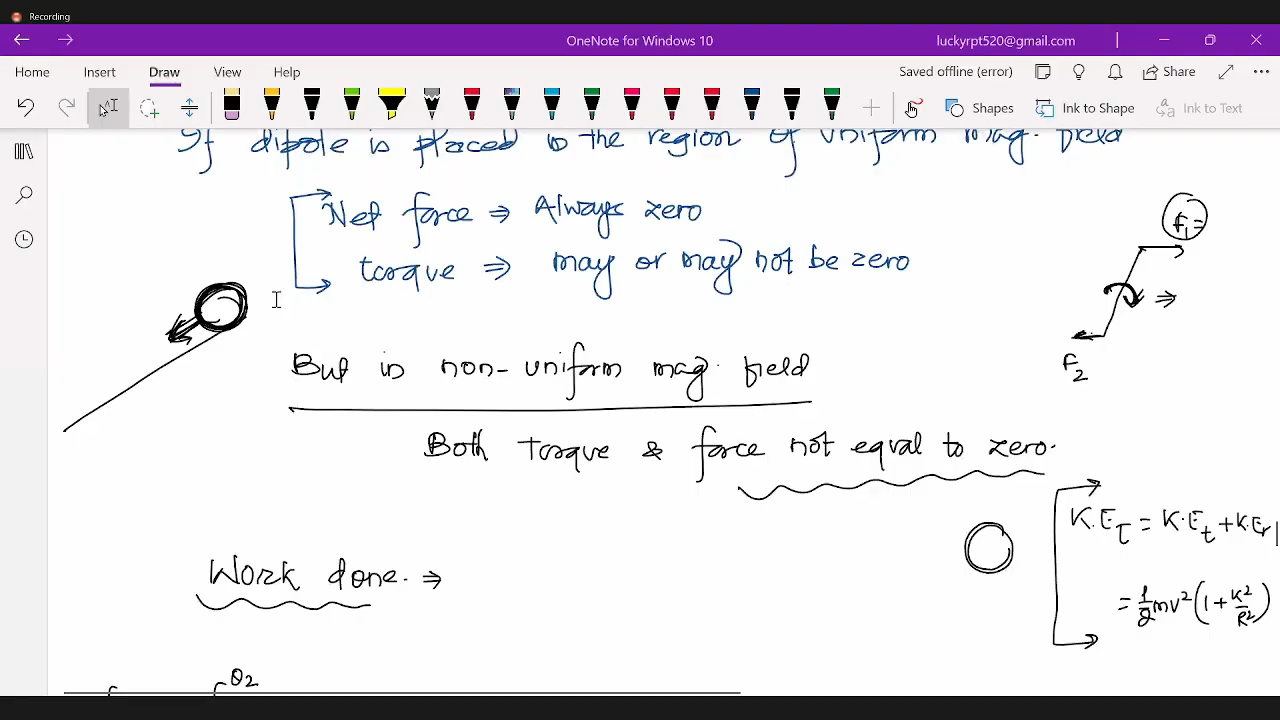 Recording
OneNote for Windows 10
luckyrpt520@gmail.com
Home Insert Draw View Help
Saved offline (error)
Share
Shapes
Ink to Shape
Ink to Text
If dipole is placed in the region of uniform mag. field
Net force ⇒ Always zero
torque ⇒ may or may not be zero
F1=
⇒
F2
But in non-uniform mag. field
Both Torque & force not equal to zero.
K.Eτ = K.Et + K.Er
= 1/2 mv² (1 + K²/R²)
Work done. ⇒
θ2